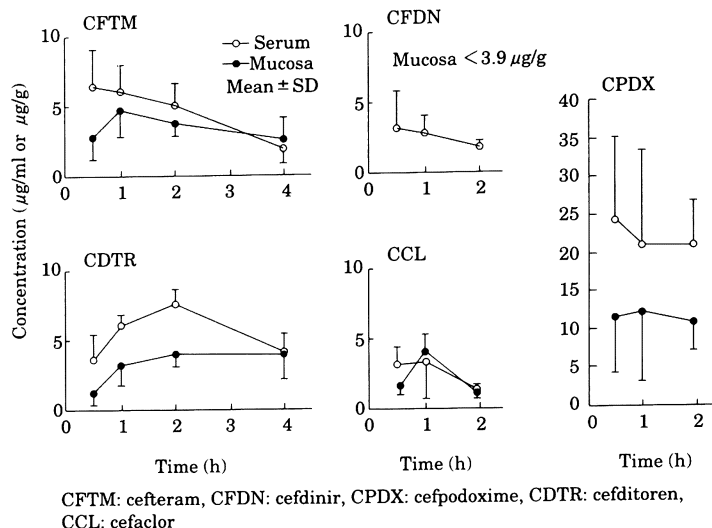 CFTM
10
5
0
0
1
2
3
4
Serum
Mucosa
Mean ± SD
CFDN
10
5
0
0
1
2
Mucosa <3.9 μg/g
CPDX
40
35
30
25
20
15
10
5
0
0
1
2
Time (h)
Concentration (μg/ml or μg/g)
CDTR
10
5
0
0
1
2
4
Time (h)
CCL
10
5
0
0
1
2
Time (h)
CFTM: cefteram, CFDN: cefdinir, CPDX: cefpodoxime, CDTR: cefditoren,
CCL: cefaclor